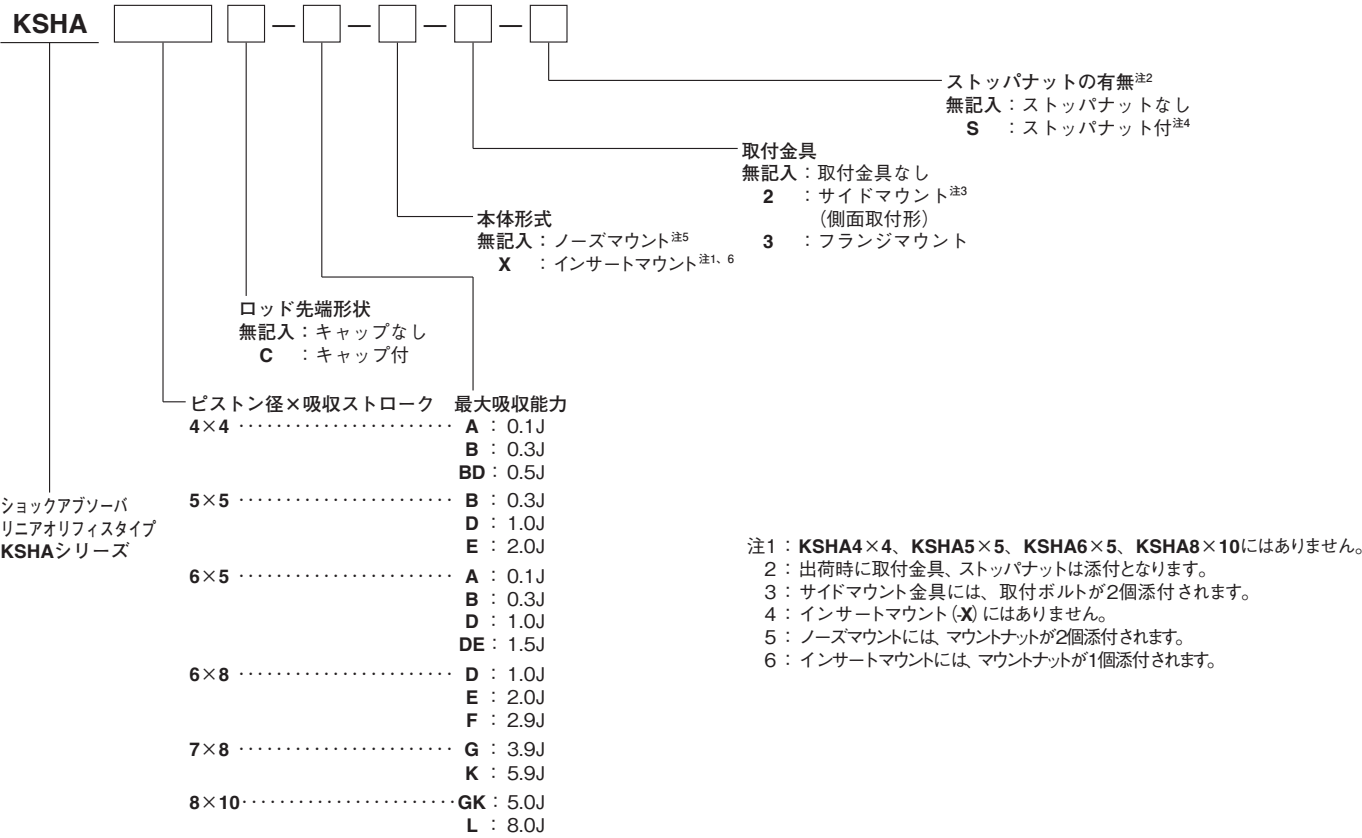 KSHA — — — —
ストッパナットの有無注2
無記入：ストッパナットなし
S ：ストッパナット付注4
取付金具
無記入：取付金具なし
2 ：サイドマウント注3
（側面取付形）
3 ：フランジマウント
本体形式
無記入：ノーズマウント注5
X ：インサートマウント注1、6
ロッド先端形状
無記入：キャップなし
C ：キャップ付
ピストン径×吸収ストローク 最大吸収能力
4×4 ······················· A ：0.1J
B ：0.3J
BD：0.5J
5×5 ······················· B ：0.3J
D ：1.0J
E ：2.0J
6×5 ······················· A ：0.1J
B ：0.3J
D ：1.0J
DE：1.5J
6×8 ······················· D ：1.0J
E ：2.0J
F ：2.9J
7×8 ······················· G ：3.9J
K ：5.9J
8×10······················· GK：5.0J
L ：8.0J
ショックアブソーバ
リニアオリフィスタイプ
KSHAシリーズ
注1：KSHA4×4、KSHA5×5、KSHA6×5、KSHA8×10にはありません。
2：出荷時に取付金具、ストッパナットは添付となります。
3：サイドマウント金具には、取付ボルトが2個添付されます。
4：インサートマウント(-X)にはありません。
5：ノーズマウントには、マウントナットが2個添付されます。
6：インサートマウントには、マウントナットが1個添付されます。